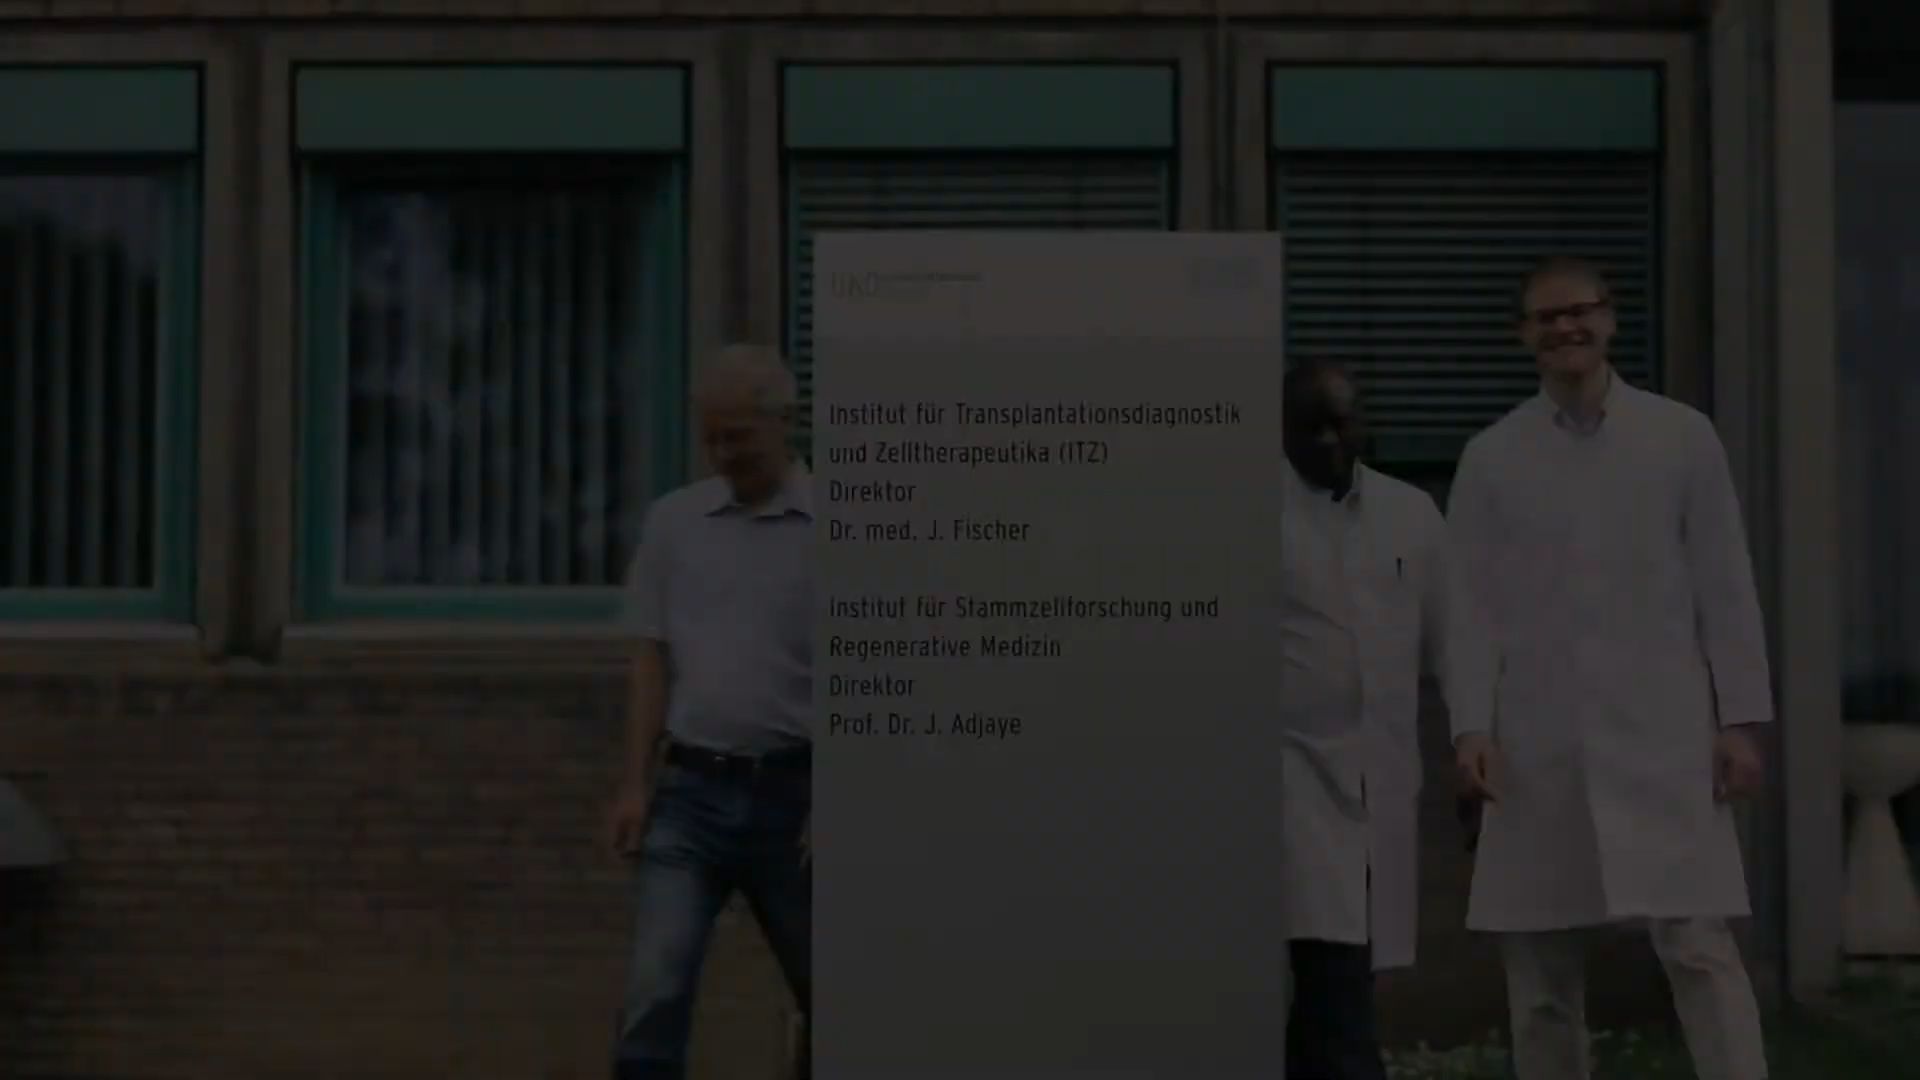 UKD
Institut für Transplantationsdiagnostik
und Zelltherapeutika (ITZ)
Direktor
Dr. med. J. Fischer
Institut für Stammzellforschung und
Regenerative Medizin
Direktor
Prof. Dr. J. Adjaye